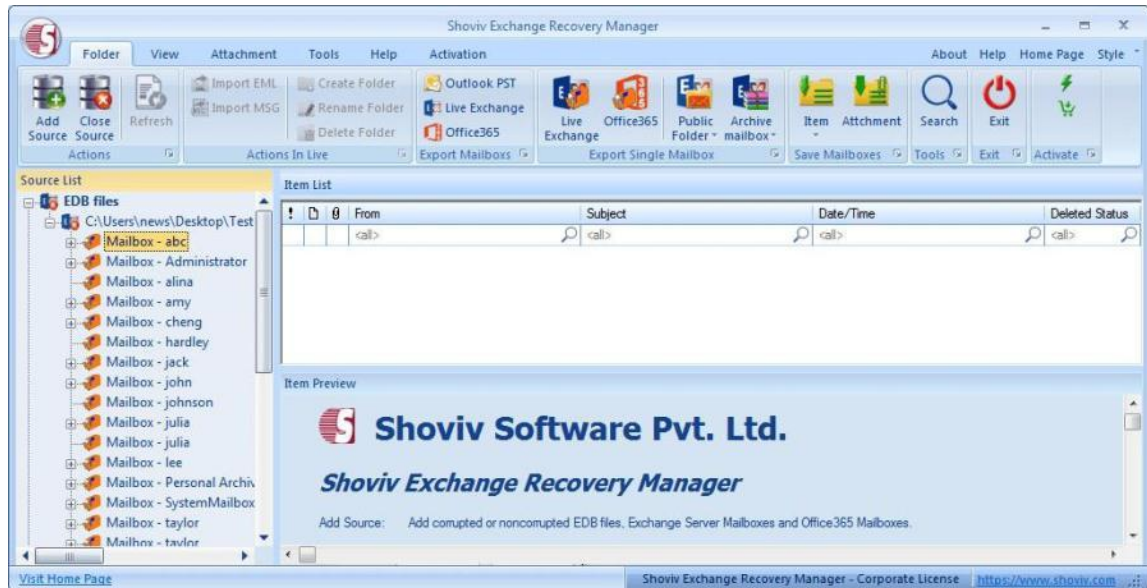 Shoviv Exchange Recovery Manager
Folder View Attachment Tools Help Activation About Help Home Page Style
Add Source
Close Source
Refresh
Import EML
Import MSG
Create Folder
Rename Folder
Delete Folder
Outlook PST
Live Exchange
Office365
Live Exchange
Office365
Public Folder
Archive mailbox
Item
Attchment
Search
Exit
Actions
Actions In Live
Export Mailboxs
Export Single Mailbox
Save Mailboxes
Tools
Exit
Activate
Source List
EDB files
C:\Users\news\Desktop\Test
Mailbox - abc
Mailbox - Administrator
Mailbox - alina
Mailbox - amy
Mailbox - cheng
Mailbox - hardley
Mailbox - jack
Mailbox - john
Mailbox - johnson
Mailbox - julia
Mailbox - julia
Mailbox - lee
Mailbox - Personal Archiv
Mailbox - SystemMailbox
Mailbox - taylor
Mailbox - taylor
Item List
! From Subject Date/Time Deleted Status
<all> <all> <all> <all>
Item Preview
S Shoviv Software Pvt. Ltd.
Shoviv Exchange Recovery Manager
Add Source: Add corrupted or noncorrupted EDB files, Exchange Server Mailboxes and Office365 Mailboxes.
Visit Home Page
Shoviv Exchange Recovery Manager - Corporate License
https://www.shoviv.com